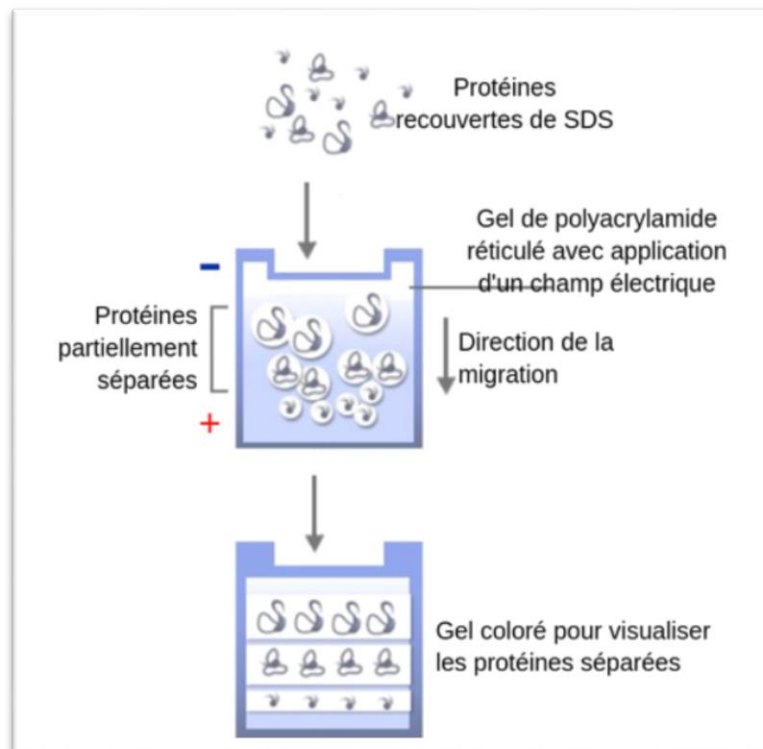 Protéines
recouvertes de SDS
Gel de polyacrylamide
réticulé avec application
d'un champ électrique
−
Protéines
partiellement
séparées
Direction de la
migration
+
Gel coloré pour visualiser
les protéines séparées